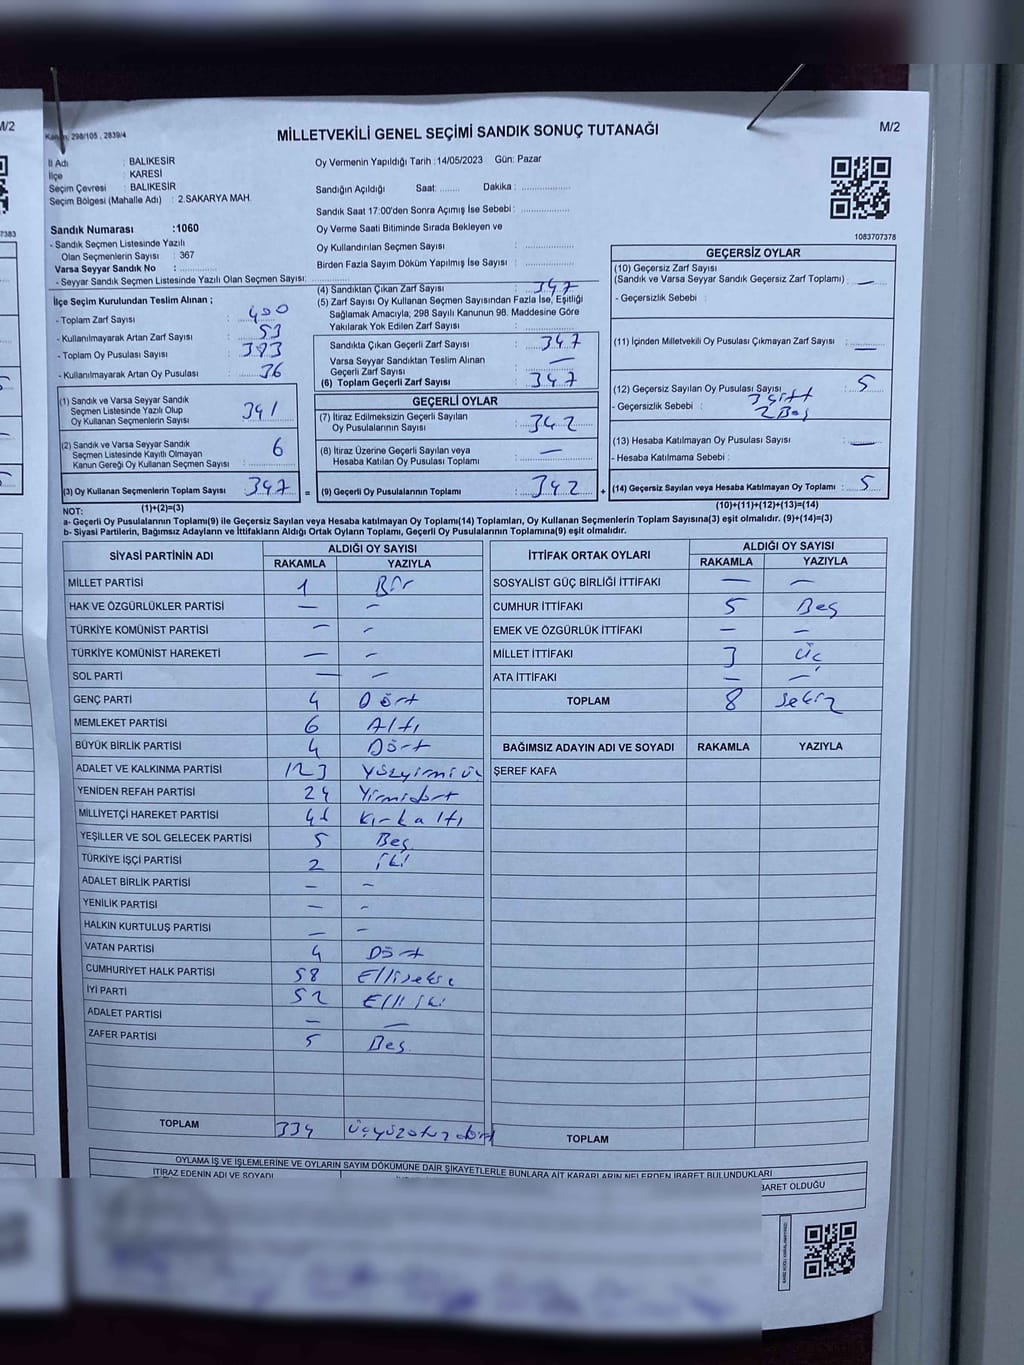 M/2
7383
Kanun, 298/105 , 2839/4
MİLLETVEKİLİ GENEL SEÇİMİ SANDIK SONUÇ TUTANAĞI
M/2
İl Adı : BALIKESİR
İlçe : KARESİ
Seçim Çevresi : BALIKESİR
Seçim Bölgesi (Mahalle Adı) : 2.SAKARYA MAH
Sandık Numarası :1060
- Sandık Seçmen Listesinde Yazılı
Olan Seçmenlerin Sayısı : 367
Varsa Seyyar Sandık No :
- Seyyar Sandık Seçmen Listesinde Yazılı Olan Seçmen Sayısı:
İlçe Seçim Kurulundan Teslim Alınan ;
- Toplam Zarf Sayısı : 400
- Kullanılmayarak Artan Zarf Sayısı : 53
- Toplam Oy Pusulası Sayısı : 383
- Kullanılmayarak Artan Oy Pusulası : 36
(1) Sandık ve Varsa Seyyar Sandık
Seçmen Listesinde Yazılı Olup
Oy Kullanan Seçmenlerin Sayısı : 341
(2) Sandık ve Varsa Seyyar Sandık
Seçmen Listesinde Kayıtlı Olmayan
Kanun Gereği Oy Kullanan Seçmen Sayısı : 6
(3) Oy Kullanan Seçmenlerin Toplam Sayısı : 347
(1)+(2)=(3)
Oy Vermenin Yapıldığı Tarih :14/05/2023 Gün: Pazar
Sandığın Açıldığı Saat: Dakika :
Sandık Saat 17:00'den Sonra Açımış İse Sebebi :
Oy Verme Saati Bitiminde Sırada Bekleyen ve
Oy Kullandırılan Seçmen Sayısı :
Birden Fazla Sayım Döküm Yapılmış İse Sayısı :
(4) Sandıktan Çıkan Zarf Sayısı : 347
(5) Zarf Sayısı Oy Kullanan Seçmen Sayısından Fazla İse, Eşitliği
Sağlamak Amacıyla, 298 Sayılı Kanunun 98. Maddesine Göre
Yakılarak Yok Edilen Zarf Sayısı :
Sandıkta Çıkan Geçerli Zarf Sayısı : 347
Varsa Seyyar Sandıktan Teslim Alınan
Geçerli Zarf Sayısı : —
(6) Toplam Geçerli Zarf Sayısı : 347
GEÇERLİ OYLAR
(7) İtiraz Edilmeksizin Geçerli Sayılan
Oy Pusulalarının Sayısı : 342
(8) İtiraz Üzerine Geçerli Sayılan veya
Hesaba Katılan Oy Pusulası Toplamı : —
= (9) Geçerli Oy Pusulalarının Toplamı : 342 +
1083707378
GEÇERSİZ OYLAR
(10) Geçersiz Zarf Sayısı
(Sandık ve Varsa Seyyar Sandık Geçersiz Zarf Toplamı) : —
- Geçersizlik Sebebi :
(11) İçinden Milletvekili Oy Pusulası Çıkmayan Zarf Sayısı : —
(12) Geçersiz Sayılan Oy Pusulası Sayısı : 5
- Geçersizlik Sebebi : 3 Çift
2 Boş
(13) Hesaba Katılmayan Oy Pusulası Sayısı : —
- Hesaba Katılmama Sebebi :
(14) Geçersiz Sayılan veya Hesaba Katılmayan Oy Toplamı : 5
(10)+(11)+(12)+(13)=(14)
NOT:
a- Geçerli Oy Pusulalarının Toplamı(9) ile Geçersiz Sayılan veya Hesaba katılmayan Oy Toplamı(14) Toplamları, Oy Kullanan Seçmenlerin Toplam Sayısına(3) eşit olmalıdır. (9)+(14)=(3)
b- Siyasi Partilerin, Bağımsız Adayların ve İttifakların Aldığı Ortak Oyların Toplamı, Geçerli Oy Pusulalarının Toplamına(9) eşit olmalıdır.
SİYASİ PARTİNİN ADI ALDIĞI OY SAYISI
RAKAMLA YAZIYLA
MİLLET PARTİSİ 1 Bir
HAK VE ÖZGÜRLÜKLER PARTİSİ — —
TÜRKİYE KOMÜNİST PARTİSİ — —
TÜRKİYE KOMÜNİST HAREKETİ — —
SOL PARTİ — —
GENÇ PARTİ 4 Dört
MEMLEKET PARTİSİ 6 Altı
BÜYÜK BİRLİK PARTİSİ 4 Dört
ADALET VE KALKINMA PARTİSİ 123 Yüzyirmi üç
YENİDEN REFAH PARTİSİ 24 Yirmidört
MİLLİYETÇİ HAREKET PARTİSİ 46 Kırkaltı
YEŞİLLER VE SOL GELECEK PARTİSİ 5 Beş
TÜRKİYE İŞÇİ PARTİSİ 2 iki
ADALET BİRLİK PARTİSİ — —
YENİLİK PARTİSİ — —
HALKIN KURTULUŞ PARTİSİ — —
VATAN PARTİSİ 4 Dört
CUMHURİYET HALK PARTİSİ 58 Ellisekiz
İYİ PARTİ 52 Elli iki
ADALET PARTİSİ — —
ZAFER PARTİSİ 5 Beş
TOPLAM 334 üçyüzotuzdört
İTTİFAK ORTAK OYLARI ALDIĞI OY SAYISI
RAKAMLA YAZIYLA
SOSYALİST GÜÇ BİRLİĞİ İTTİFAKI — —
CUMHUR İTTİFAKI 5 Beş
EMEK VE ÖZGÜRLÜK İTTİFAKI — —
MİLLET İTTİFAKI 3 üç
ATA İTTİFAKI — —
TOPLAM 8 sekiz
BAĞIMSIZ ADAYIN ADI VE SOYADI RAKAMLA YAZIYLA
ŞEREF KAFA
TOPLAM
OYLAMA İŞ VE İŞLEMLERİNE VE OYLARIN SAYIM DÖKÜMÜNE DAİR ŞİKAYETLERLE BUNLARA AİT KARARLARIN NELERDEN İBARET BULUNDUKLARI
İTİRAZ EDENİN ADI VE SOYADI
BARET OLDUĞU